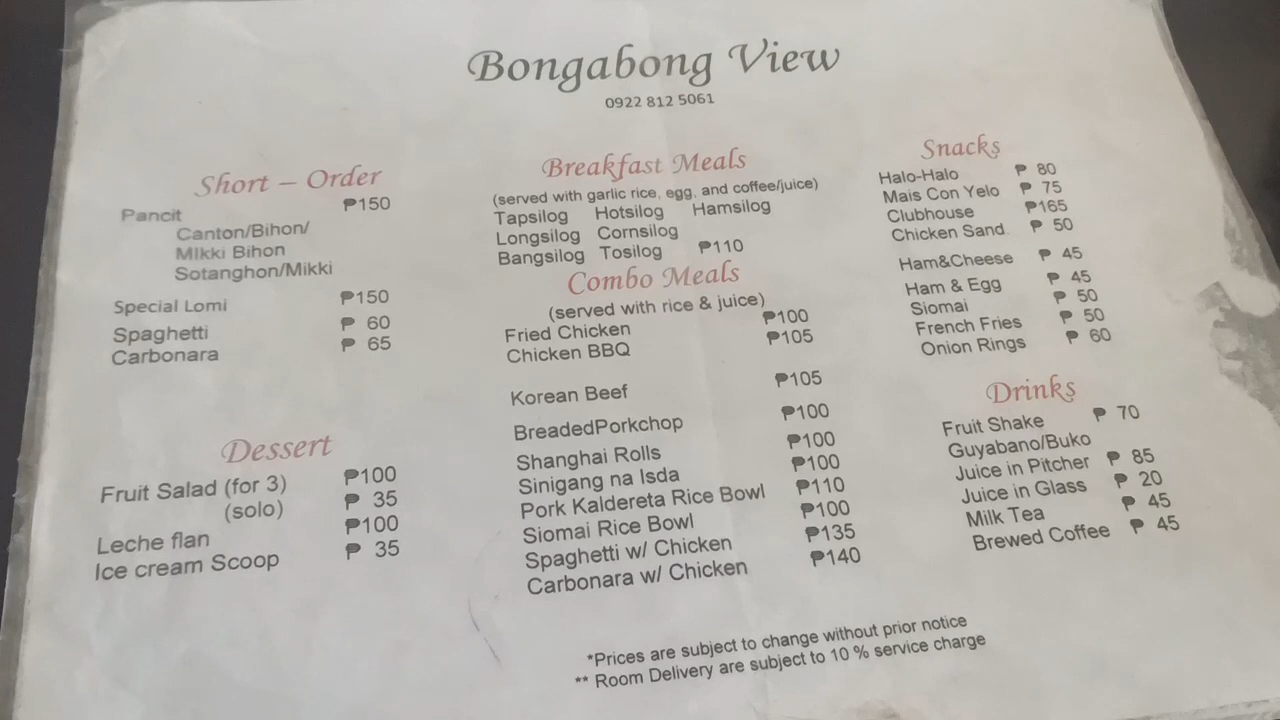 Bongabong View
0922 812 5061
Short – Order
Pancit ₱150
Canton/Bihon/
MIkki Bihon
Sotanghon/Mikki
Special Lomi ₱150
Spaghetti ₱ 60
Carbonara ₱ 65
Dessert
Fruit Salad (for 3) ₱100
(solo) ₱ 35
Leche flan ₱100
Ice cream Scoop ₱ 35
Breakfast Meals
(served with garlic rice, egg, and coffee/juice)
Tapsilog Hotsilog Hamsilog
Longsilog Cornsilog
Bangsilog Tosilog ₱110
Combo Meals
(served with rice & juice)
Fried Chicken ₱100
Chicken BBQ ₱105
Korean Beef ₱105
BreadedPorkchop ₱100
Shanghai Rolls ₱100
Sinigang na Isda ₱100
Pork Kaldereta Rice Bowl ₱110
Siomai Rice Bowl ₱100
Spaghetti w/ Chicken ₱135
Carbonara w/ Chicken ₱140
Snacks
Halo-Halo ₱ 80
Mais Con Yelo ₱ 75
Clubhouse ₱165
Chicken Sand. ₱ 50
Ham&Cheese ₱ 45
Ham & Egg ₱ 45
Siomai ₱ 50
French Fries ₱ 50
Onion Rings ₱ 60
Drinks
Fruit Shake ₱ 70
Guyabano/Buko
Juice in Pitcher ₱ 85
Juice in Glass ₱ 20
Milk Tea ₱ 45
Brewed Coffee ₱ 45
*Prices are subject to change without prior notice
** Room Delivery are subject to 10 % service charge